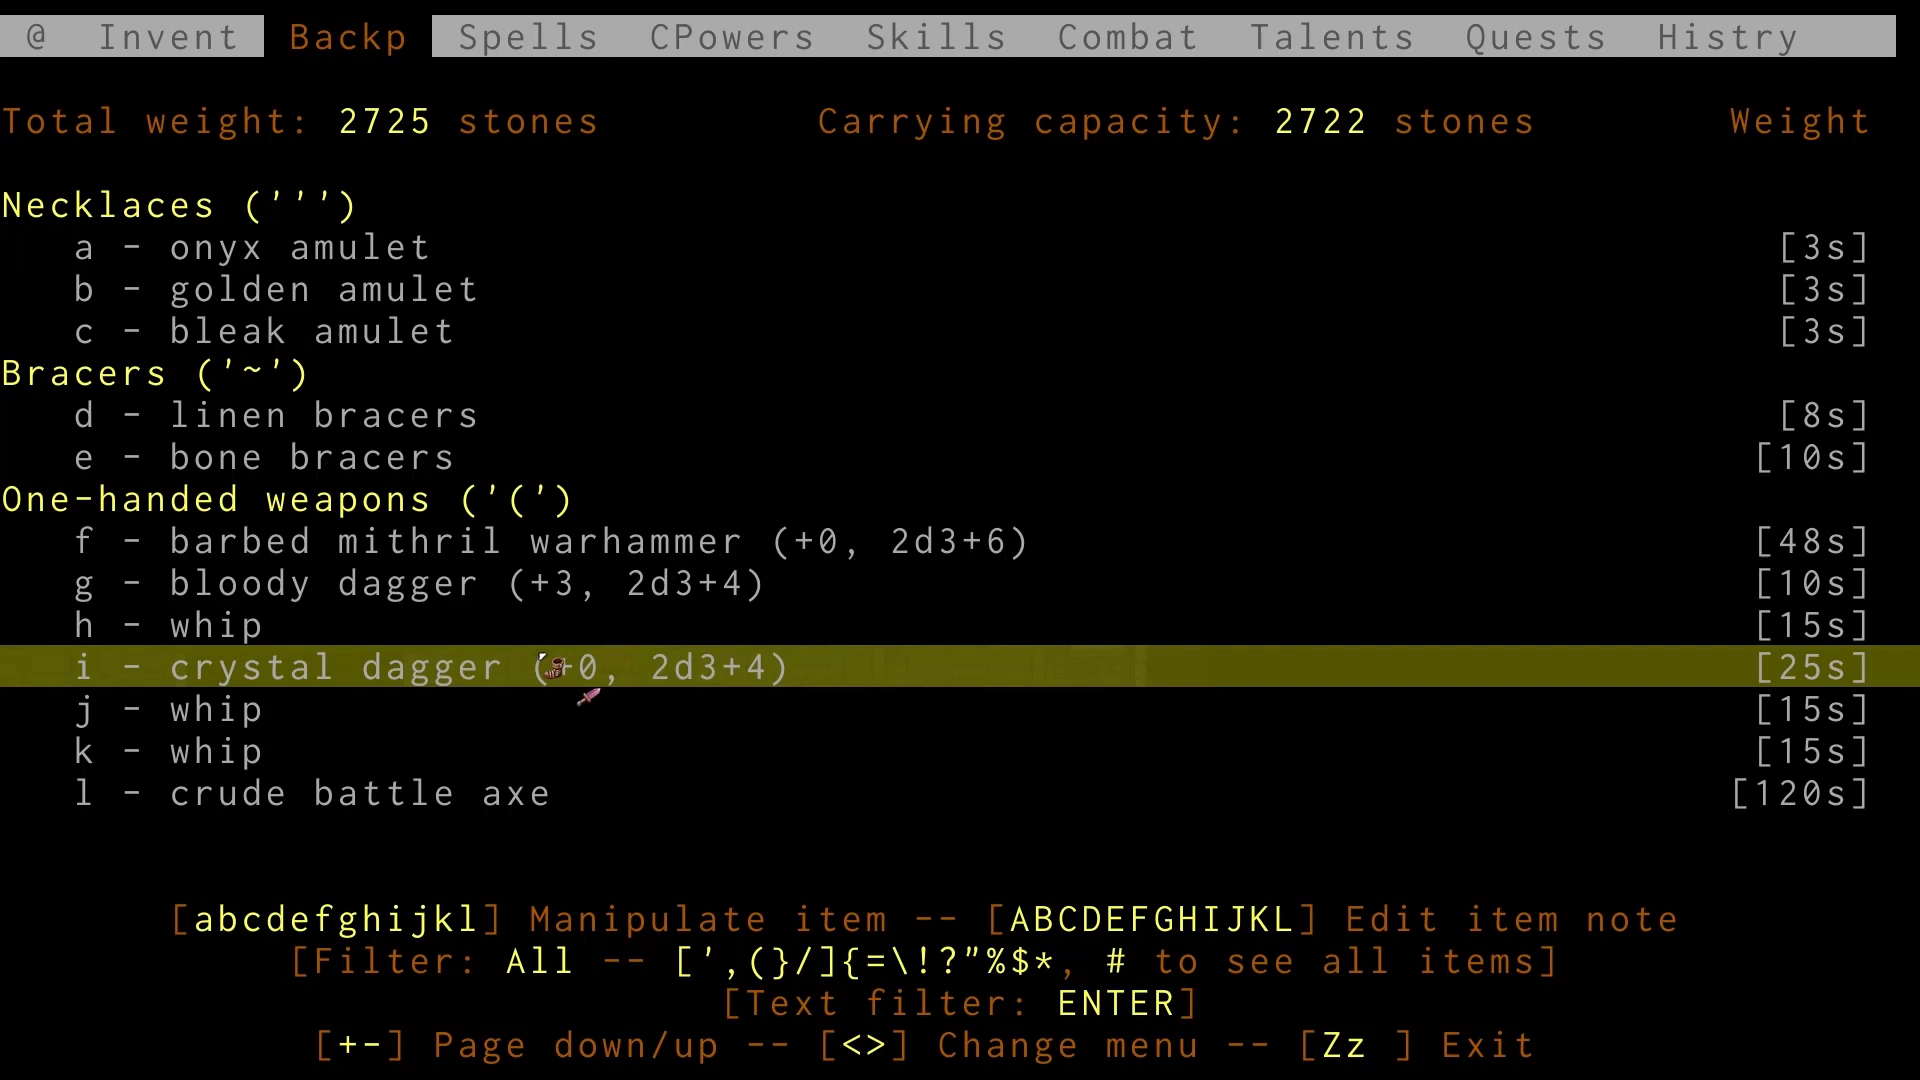 @ Invent Backp Spells CPowers Skills Combat Talents Quests Histry
Total weight: 2725 stones Carrying capacity: 2722 stones Weight
Necklaces (''')
a - onyx amulet [3s]
b - golden amulet [3s]
c - bleak amulet [3s]
Bracers ('~')
d - linen bracers [8s]
e - bone bracers [10s]
One-handed weapons ('(')
f - barbed mithril warhammer (+0, 2d3+6) [48s]
g - bloody dagger (+3, 2d3+4) [10s]
h - whip [15s]
i - crystal dagger (+0, 2d3+4) [25s]
j - whip [15s]
k - whip [15s]
l - crude battle axe [120s]
[abcdefghijkl] Manipulate item -- [ABCDEFGHIJKL] Edit item note
[Filter: All -- [',(}/]{=\!?"%$*, # to see all items]
[Text filter: ENTER]
[+-] Page down/up -- [<>] Change menu -- [Zz ] Exit